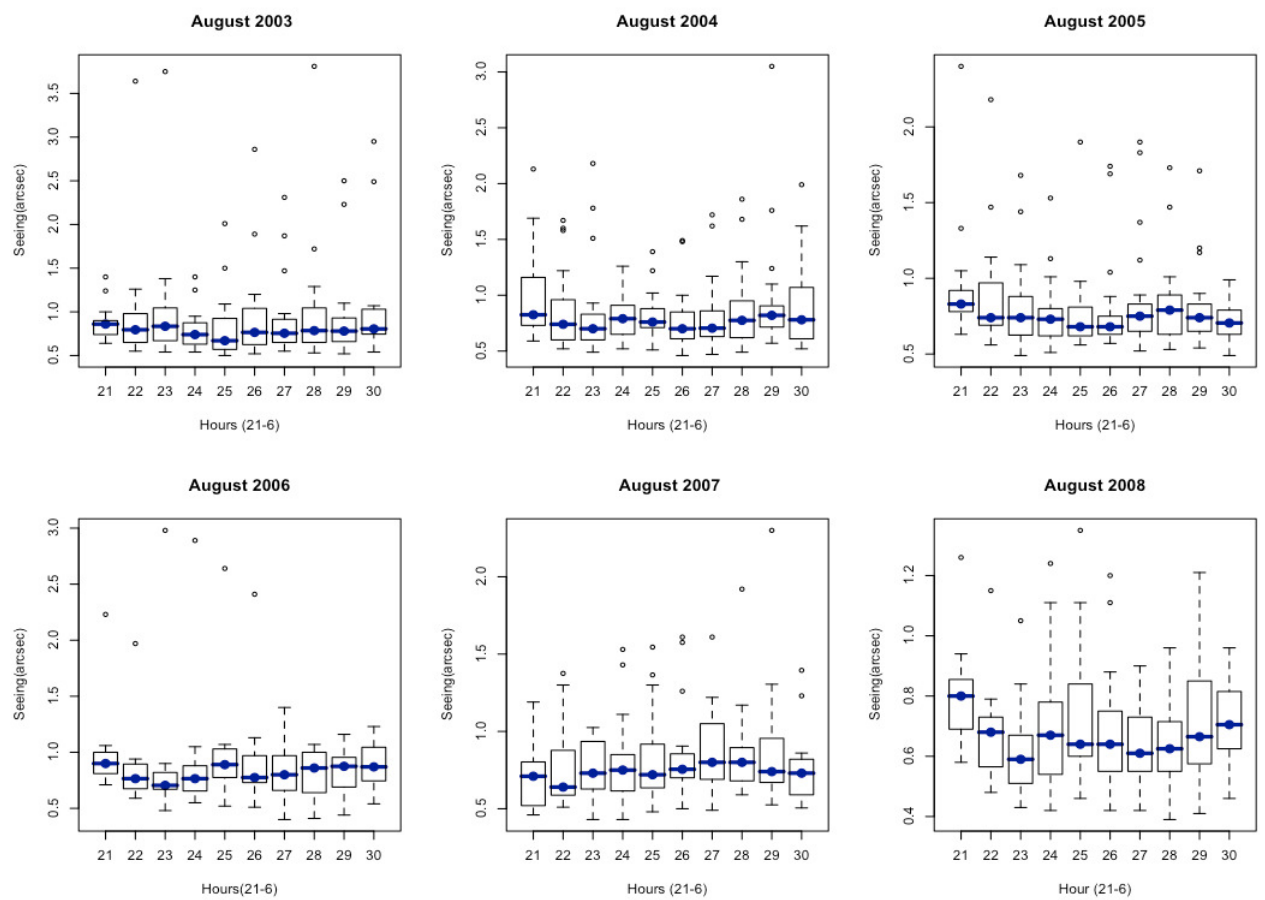 August 2003
Seeing(arcsec)
3.5
3.0
2.5
2.0
1.5
1.0
0.5
21 22 23 24 25 26 27 28 29 30
Hours (21-6)
August 2004
Seeing(arcsec)
3.0
2.5
2.0
1.5
1.0
0.5
21 22 23 24 25 26 27 28 29 30
Hours (21-6)
August 2005
Seeing(arcsec)
2.0
1.5
1.0
0.5
21 22 23 24 25 26 27 28 29 30
Hours (21-6)
August 2006
Seeing(arcsec)
3.0
2.5
2.0
1.5
1.0
0.5
21 22 23 24 25 26 27 28 29 30
Hours(21-6)
August 2007
Seeing(arcsec)
2.0
1.5
1.0
0.5
21 22 23 24 25 26 27 28 29 30
Hours (21-6)
August 2008
Seeing(arcsec)
1.2
1.0
0.8
0.6
0.4
21 22 23 24 25 26 27 28 29 30
Hour (21-6)